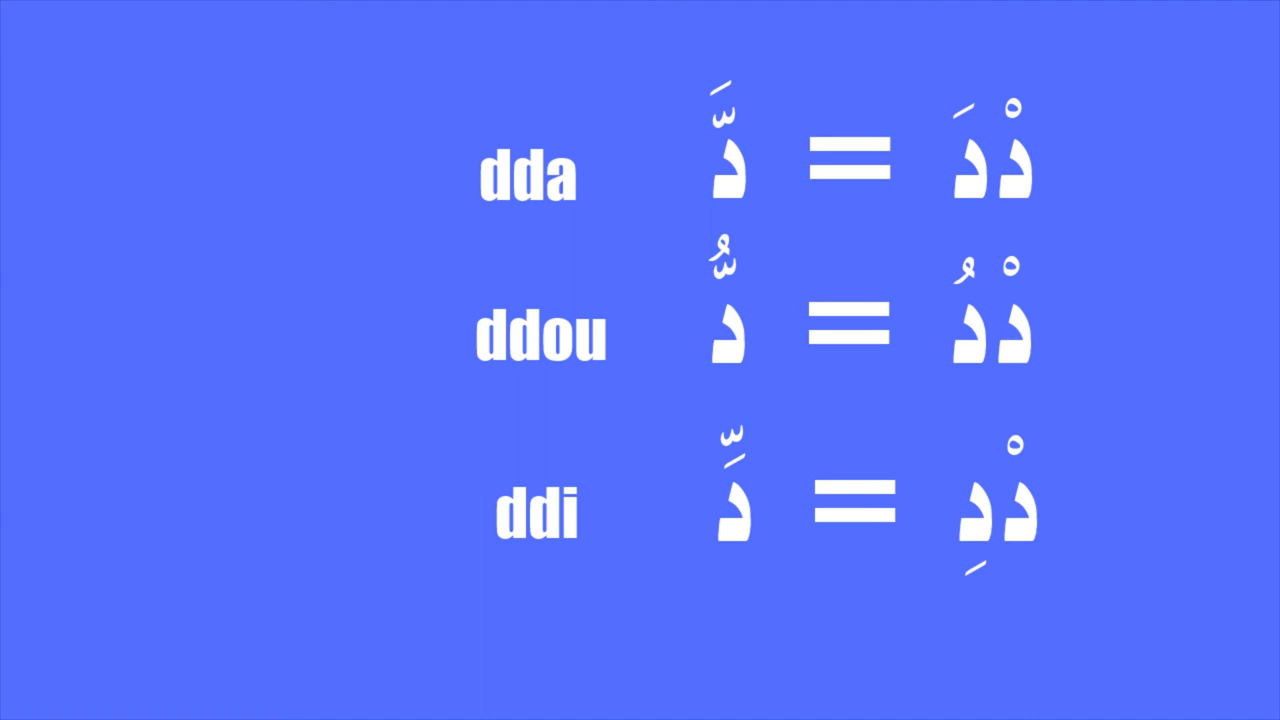 dda دَّ = دْدَ
ddou دُّ = دْدُ
ddi دِّ = دْدِ